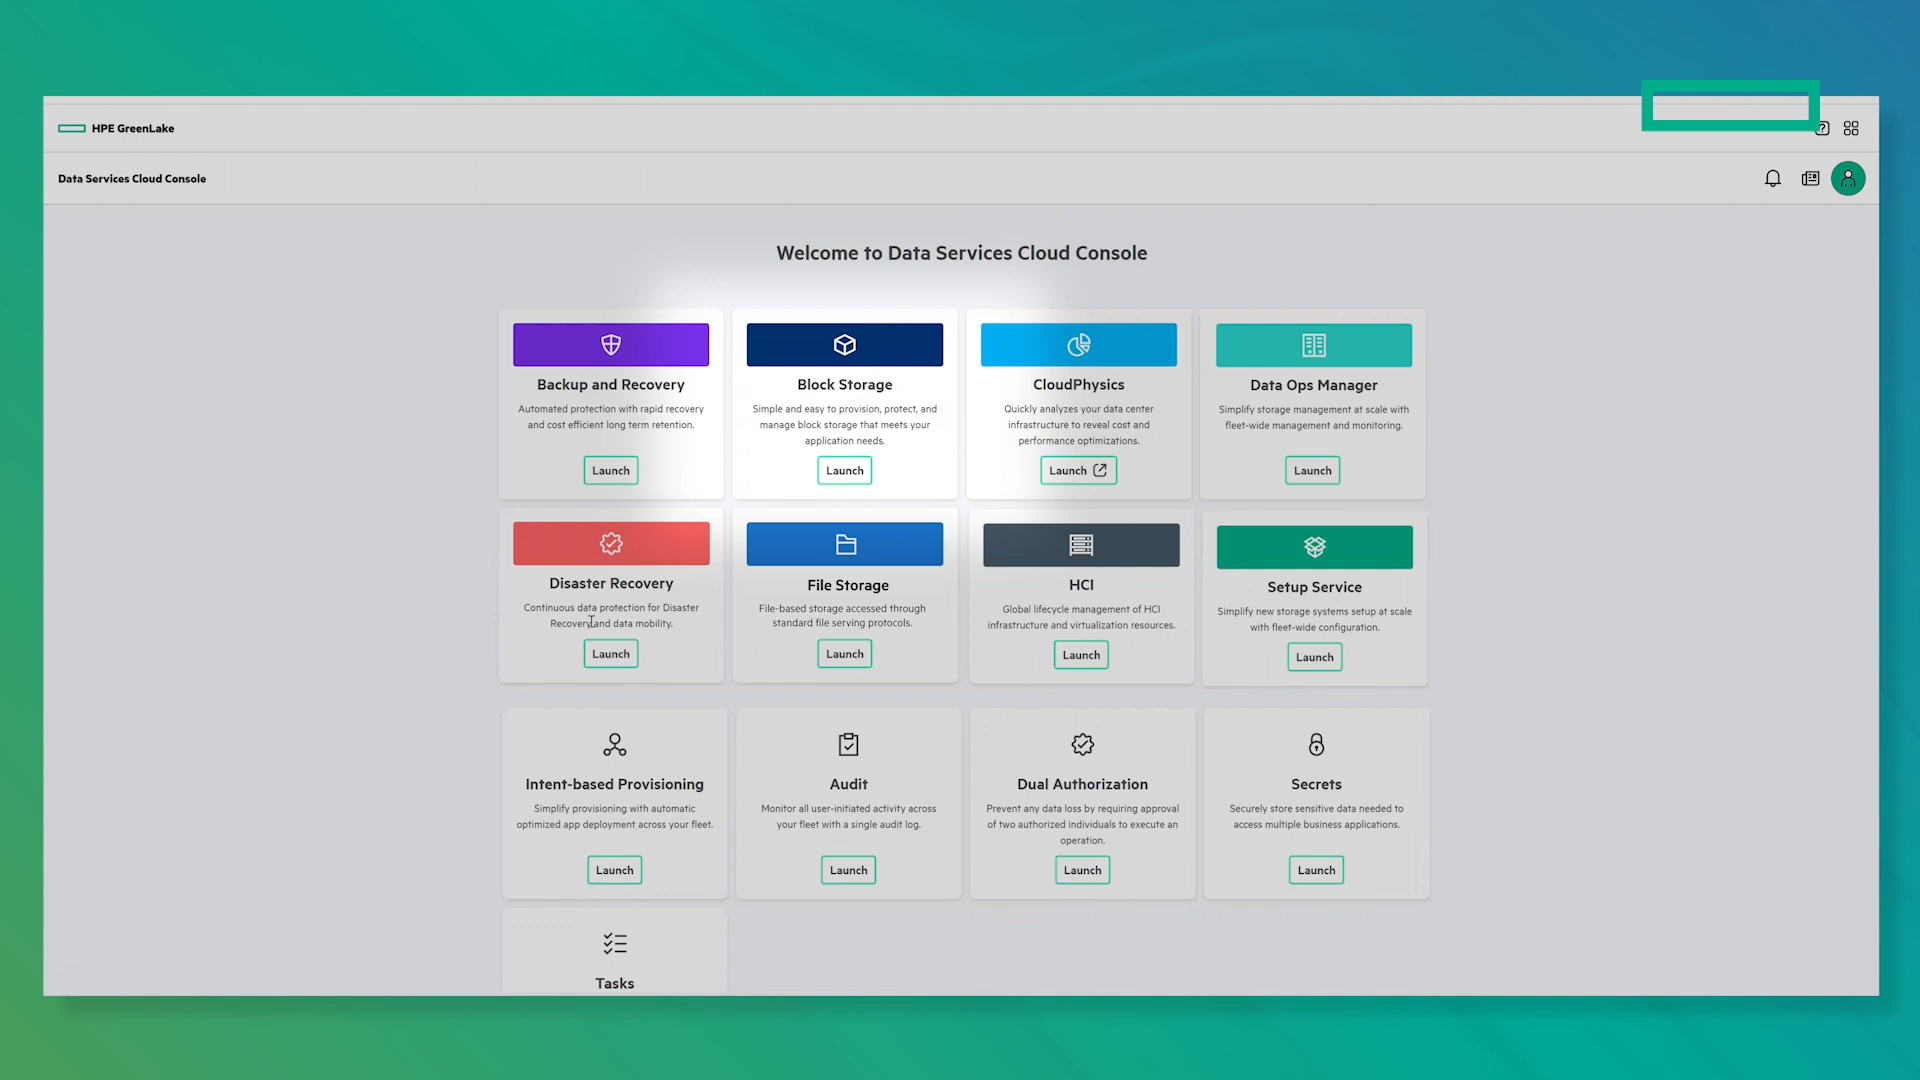 HPE GreenLake
Data Services Cloud Console
Welcome to Data Services Cloud Console
Backup and Recovery
Automated protection with rapid recovery
and cost efficient long term retention.
Launch
Block Storage
Simple and easy to provision, protect, and
manage block storage that meets your
application needs.
Launch
CloudPhysics
Quickly analyzes your data center
infrastructure to reveal cost and
performance optimizations.
Launch
Data Ops Manager
Simplify storage management at scale with
fleet-wide management and monitoring.
Launch
Disaster Recovery
Continuous data protection for Disaster
Recovery and data mobility.
Launch
File Storage
File-based storage accessed through
standard file serving protocols.
Launch
HCI
Global lifecycle management of HCI
infrastructure and virtualization resources.
Launch
Setup Service
Simplify new storage systems setup at scale
with fleet-wide configuration.
Launch
Intent-based Provisioning
Simplify provisioning with automatic
optimized app deployment across your fleet.
Launch
Audit
Monitor all user-initiated activity across
your fleet with a single audit log.
Launch
Dual Authorization
Prevent any data loss by requiring approval
of two authorized individuals to execute an
operation.
Launch
Secrets
Securely store sensitive data needed to
access multiple business applications.
Launch
Tasks